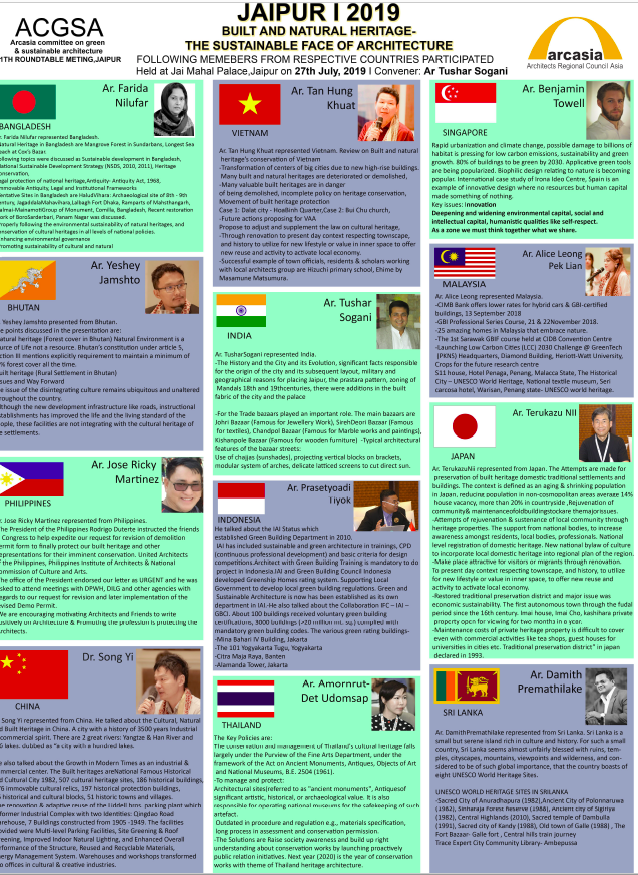 ACGSA
Arcasia committee on green
& sustainable architecture
1TH ROUNDTABLE METING,JAIPUR
JAIPUR I 2019
BUILT AND NATURAL HERITAGE-
THE SUSTAINABLE FACE OF ARCHITECTURE
FOLLOWING MEMEBERS FROM RESPECTIVE COUNTRIES PARTICIPATED
Held at Jai Mahal Palace,Jaipur on 27th July, 2019 I Convener: Ar Tushar Sogani
arcasia
Architects Regional Council Asia
Ar. Farida
Nilufar
BANGLADESH
Ar. Farida Nilufar represented Bangladesh.
Natural Heritage in Bangladesh are Mangrove Forest in Sundarbans, Longest Sea
beach at Cox's Bazar.
ollowing topics were discussed as Sustainable development in Bangladesh,
ational Sustainable Development Strategy (NSDS, 2010, 2011), Heritage
onservation.
egal protection of national heritage,Antiquity- Antiquity Act, 1968,
mmovable Antiquity, Legal and Institutional Frameworks
entative Sites in Bangladesh are HaludVihara: Archaeological site of 8th - 9th
entury, JagaddalaMahavihara,Lalbagh Fort Dhaka, Remparts of Mahsthangarh,
almai-MainamotiGroup of Monument, Comilla, Bangladesh, Recent restoration
work of BoroSarderbari, Panam Nagar was discussed.
roperly following the environmental sustainability of natural heritages, and
onservation of cultural heritages in all levels of national policies.
nhancing environmental governance
romoting sustainability of cultural and natural
Ar. Yeshey
Jamshto
BHUTAN
Yeshey Jamshto presented from Bhutan.
e points discussed in the presentation are:
atural heritage (Forest cover in Bhutan) Natural Environment is a
urce of Life not a resource. Bhutan's constitution under article 5,
ction III mentions explicitly requirement to maintain a minimum of
% forest cover all the time.
uilt heritage (Rural Settlement in Bhutan)
sues and Way Forward
e issue of the disintegrating culture remains ubiquitous and unaltered
roughout the country.
though the new development infrastructure like roads, instructional
stablishments has improved the life and the living standard of the
ople, these facilities are not integrating with the cultural heritage of
e settlements.
Ar. Jose Ricky
Martinez
PHILIPPINES
. Jose Ricky Martinez represented from Philippines.
he President of the Philippines Rodrigo Duterte instructed the friends
Congress to help expedite our request for revision of demolition
ermit form to finally protect our built heritage and other
epresentations for their imminent conservation. United Architects
f the Philippines, Philippines Institute of Architects & National
ommission of Culture and Arts.
he office of the President endorsed our letter as URGENT and he was
sked to attend meetings with DPWH, DILG and other agencies with
egards to our request for revision and later implementation of the
vised Demo Permit.
We are encouraging motivating Architects and Friends to write
ositively on Architecture & Promoting the profession is protecting the
rchitects.
Dr. Song Yi
CHINA
Song Yi represented from China. He talked about the Cultural, Natural
d Built Heritage in China. A city with a history of 3500 years Industrial
commercial spirit. There are 2 great rivers: Yangtze & Han River and
6 lakes. dubbed as "a city with a hundred lakes.
e also talked about the Growth in Modern Times as an industrial &
mmercial center. The built heritages areNational Famous Historical
d Cultural City 1982, 507 cultural heritage sites, 186 historical buildings,
76 immovable cultural relics, 197 historical protection buildings,
6 historical and cultural blocks, 51 historic towns and villages.
he renovation & adaptive reuse of the Liddell bros. packing plant which
former Industrial Complex with two Identities: Qingdao Road
arehouse, 7 Buildings constructed from 1905 -1949. The facilities
ovided were Multi-level Parking Facilities, Site Greening & Roof
reening, Improved Indoor Natural Lighting, and Enhanced Overall
erformance of the Structure, Reused and Recyclable Materials,
ergy Management System. Warehouses and workshops transformed
to offices in cultural & creative industries.
Ar. Tan Hung
Khuat
VIETNAM
Ar. Tan Hung Khuat represented Vietnam. Review on Built and natural
heritage's conservation of Vietnam
-Transformation of centers of big cities due to new high-rise buildings.
Many built and natural heritages are deteriorated or demolished,
-Many valuable built heritages are in danger
of being demolished, incomplete policy on heritage conservation,
Movement of built heritage protection
Case 1: Dalat city - HoaBinh Quarter,Case 2: Bui Chu church,
-Future actions proposing for VAA
Propose to adjust and supplement the law on cultural heritage,
-Through renovation to present day context respecting townscape,
and history to utilize for new lifestyle or value in inner space to offer
new reuse and activity to activate local economy.
-Successful example of town officials, residents & scholars working
with local architects group are Hizuchi primary school, Ehime by
Masamune Matsumura.
Ar. Tushar
Sogani
INDIA
Ar. TusharSogani represented India.
-The History and the City and its Evolution, significant facts responsible
for the origin of the city and its subsequent layout, military and
geographical reasons for placing Jaipur, the prastara pattern, zoning of
Mandals 18th and 19thcenturies, there were additions in the built
fabric of the city and the palace
-For the Trade bazaars played an important role. The main bazaars are
Johri Bazaar (Famous for Jewellery Work), SirehDeori Bazaar (Famous
for textiles), Chandpol Bazaar (Famous for Marble works and paintings),
Kishanpole Bazaar (Famous for wooden furniture) -Typical architectural
features of the bazaar streets:
Use of chajjas (sunshades), projecting vertical blocks on brackets,
modular system of arches, delicate latticed screens to cut direct sun.
Ar. Prasetyoadi
Iiyok
INDONESIA
He talked about the IAI Status which
established Green Building Department in 2010.
IAI has included sustainable and green architecture in trainings, CPD
(continuous professional development) and basic criteria for design
competitions.Architect with Green Building Training is mandatory to do
project in Indonesia.IAI and Green Building Council Indonesia
developed Greenship Homes rating system. Supporting Local
Government to develop local green building regulations. Green and
Sustainable Architecture is now has been established as its own
department in IAI.-He also talked about the Collaboration IFC – IAI –
GBCI. About 100 buildings received voluntary green building
certifications, 3000 buildings (>20 million mt. sq.) complied with
mandatory green building codes. The various green rating buildings-
-Mina Bahari IV Building, Jakarta
-The 101 Yogyakarta Tugu, Yogyakarta
-Citra Maja Raya, Banten
-Alamanda Tower, Jakarta
Ar. Amornrut-
Det Udomsap
THAILAND
The Key Policies are:
The conservation and management of Thailand's cultural heritage falls
largely under the Purview of the Fine Arts Department, under the
framework of the Act on Ancient Monuments, Antiques, Objects of Art
and National Museums, B.E. 2504 (1961).
-To manage and protect:
Architectural sites(referred to as "ancient monuments", Antiquesof
significant artistic, historical, or archaeological value. It is also
responsible for operating national museums for the safekeeping of such
artefact.
Outdated in procedure and regulation e.g., materials specification,
long process in assessment and conservation permission.
-The Solutions are Raise society awareness and build up right
understanding about conservation works by launching proactively
public relation initiatives. Next year (2020) is the year of conservation
works with theme of Thailand heritage architecture.
Ar. Benjamin
Towell
SINGAPORE
Rapid urbanization and climate change, possible damage to billions of
habitat is pressing for low carbon emissions, sustainability and green
growth. 80% of buildings to be green by 2030. Applicative green tools
are being popularized. Biophilic design relating to nature is becoming
popular. International case study of Irona Ideo Centre, Spain is an
example of innovative design where no resources but human capital
made something of nothing.
Key issues: Innovation
Deepening and widening environmental capital, social and
intellectual capital, humanistic qualities like self-respect.
As a zone we must think together what we share.
Ar. Alice Leong
Pek Lian
MALAYSIA
Ar. Alice Leong represented Malaysia.
-CIMB Bank offers lower rates for hybrid cars & GBI-certified
buildings, 13 September 2018
-GBI Professional Series Course, 21 & 22November 2018.
-25 amazing homes in Malaysia that embrace nature.
-The 1st Sarawak GBIF course held at CIDB Convention Centre
-Launching Low Carbon Cities (LCC) 2030 Challenge @ GreenTech
(JPKNS) Headquarters, Diamond Building, Heriott-Watt University,
Crops for the future research centre
Si11 house, Hotel Penaga, Penang, Malacca State, The Historical
City – UNESCO World Heritage, National textile museum, Seri
carcosa hotel, Warisan, Penang state- UNESCO world heritage.
Ar. Terukazu NII
JAPAN
Ar. TerukazuNii represented from Japan. The Attempts are made for
preservation of built heritage domestic traditional settlements and
buildings. The context is defined as an aging & shrinking population
in Japan, reducing population in non-cosmopolitan areas average 14%
house vacancy, more than 20% in countryside ,Rejuvenation of
community& maintenanceofoldbuildingstockare themajorissues.
-Attempts of rejuvenation & sustenance of local community through
heritage properties. The support from national bodies, to increase
awareness amongst residents, local bodies, professionals. National
level registration of domestic heritage. New national bylaw of culture
to incorporate local domestic heritage into regional plan of the region.
-Make place attractive for visitors or migrants through renovation.
To present day context respecting townscape, and history, to utilize
for new lifestyle or value in inner space, to offer new reuse and
activity to activate local economy.
-Restored traditional preservation district and major issue was
economic sustainability. The first autonomous town through the fudal
period since the 16th century. Imai house, Imai Cho, kashihara private
property open for viewing for two months in a year.
-Maintenance costs of private heritage property is difficult to cover
even with commercial activities like tea shops, guest houses for
universities in cities etc. Traditional preservation district" in japan
declared in 1993.
Ar. Damith
Premathilake
SRI LANKA
Ar. DamithPremathilake represented from Sri Lanka. Sri Lanka is a
small but serene island rich in culture and history. For such a small
country, Sri Lanka seems almost unfairly blessed with ruins, tem-
ples, cityscapes, mountains, viewpoints and wilderness, and con-
sidered to be of such global importance, that the country boasts of
eight UNESCO World Heritage Sites.
UNESCO WORLD HERITAGE SITES IN SRILANKA
-Sacred City of Anuradhapura (1982),Ancient City of Polonnaruwa
(1982), Sinharaja Forest Reserve (1988), Ancient city of Sigiriya
(1982), Central Highlands (2010), Sacred temple of Dambulla
(1991), Sacred city of Kandy (1988), Old town of Galle (1988) , The
Fort Bazaar- Galle fort , Central hills train journey
Trace Expert City Community Library- Ambepussa